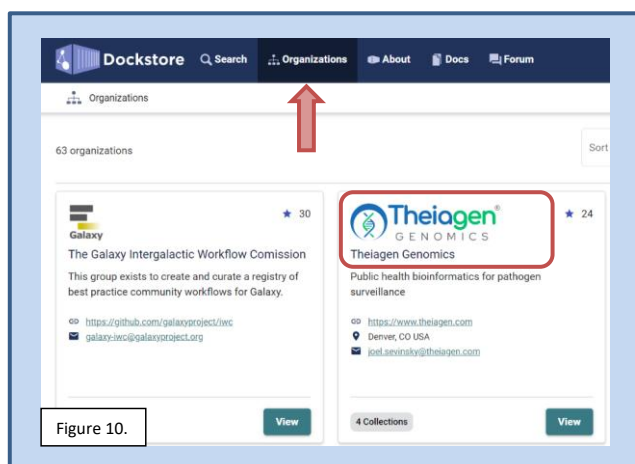 Dockstore Search Organizations About Docs Forum
Organizations
63 organizations
Sort
Galaxy
30
The Galaxy Intergalactic Workflow Comission
This group exists to create and curate a registry of
best practice community workflows for Galaxy.
https://github.com/galaxyproject/iwc
galaxy-iwc@galaxyproject.org
View
Theiagen®
GENOMICS
24
Theiagen Genomics
Public health bioinformatics for pathogen
surveillance
https://www.theiagen.com
Denver, CO USA
joel.sevinsky@theiagen.com
4 Collections
View
Figure 10.